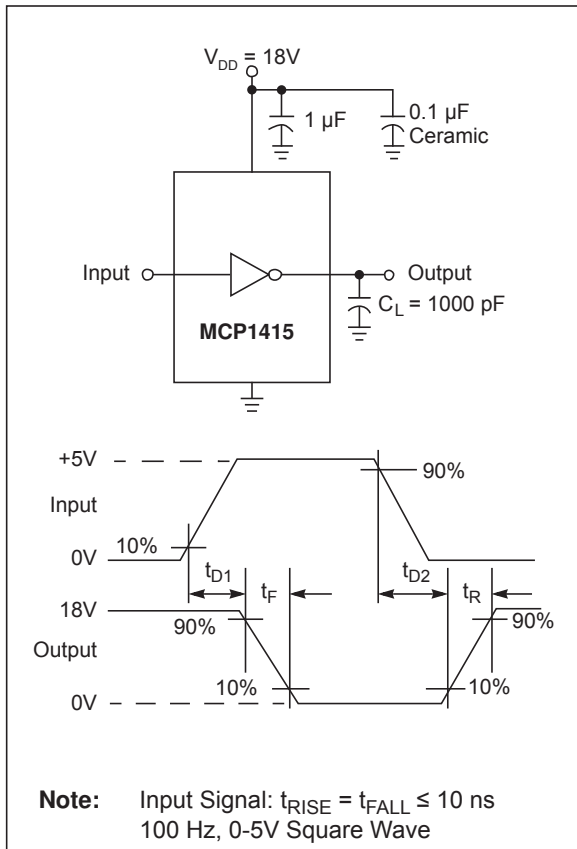 V_DD = 18V
1 µF
0.1 µF
Ceramic
Input
Output
C_L = 1000 pF
MCP1415
+5V
90%
Input
10%
0V
t_D1
t_F
t_D2
t_R
18V
90%
90%
Output
10%
10%
0V
Note: Input Signal: t_RISE = t_FALL ≤ 10 ns
100 Hz, 0-5V Square Wave